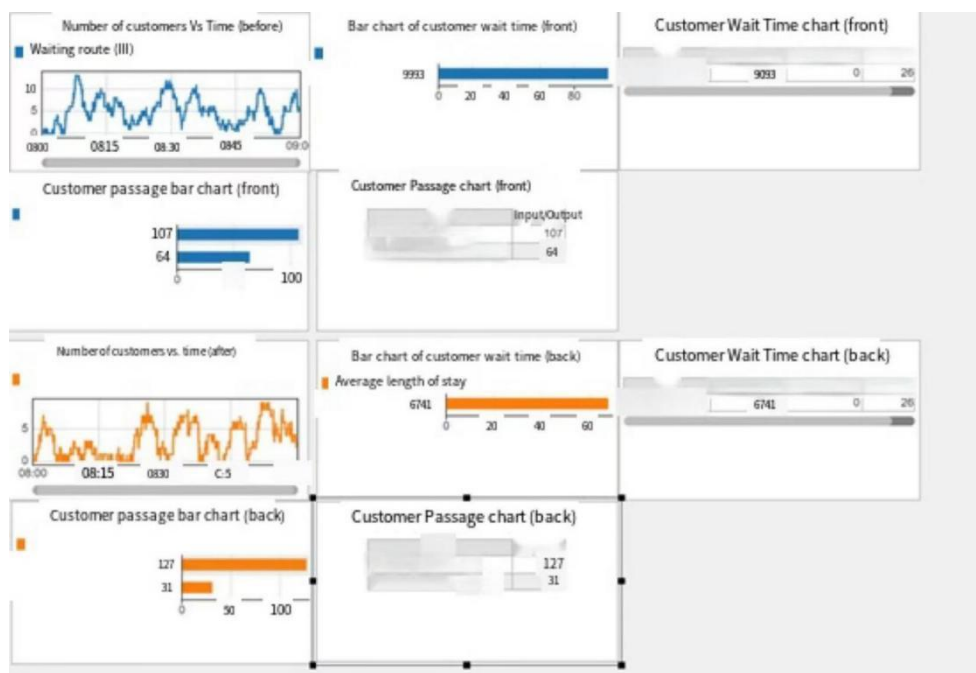 Number of customers Vs Time (before)
Waiting route (III)
10
5
0
0800 0815 08:30 0845 09:0
Bar chart of customer wait time (front)
9993
0 20 40 60 80
Customer Wait Time chart (front)
9093 0 26
Customer passage bar chart (front)
107
64
0 100
Customer Passage chart (front)
Input/Output
107
64
Number of customers vs. time (after)
5
0
08:00 08:15 0830 C:5
Bar chart of customer wait time (back)
Average length of stay
6741
0 20 40 60
Customer Wait Time chart (back)
6741 0 26
Customer passage bar chart (back)
127
31
0 50 100
Customer Passage chart (back)
127
31